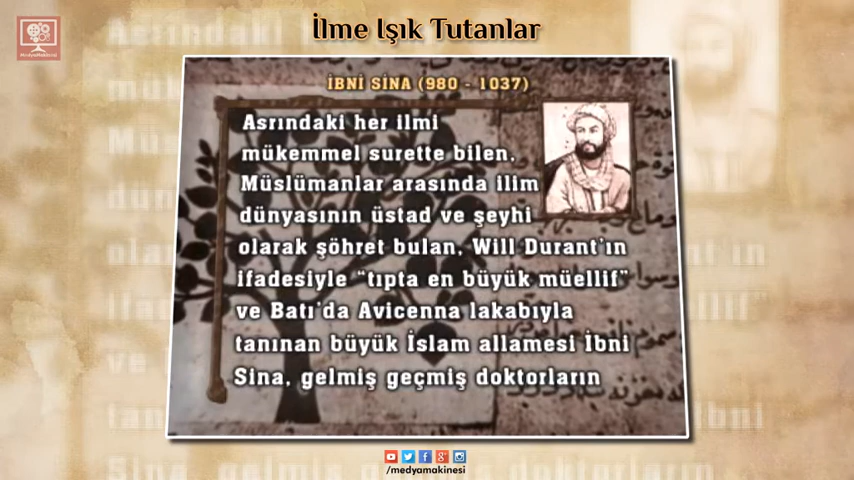 İlme Işık Tutanlar
MedyaMakinesi
İBNİ SİNA (980 - 1037)
Asrındaki her ilmi
mükemmel surette bilen,
Müslümanlar arasında ilim
dünyasının üstad ve şeyhi
olarak şöhret bulan, Will Durant'ın
ifadesiyle "tıpta en büyük müellif"
ve Batı'da Avicenna lakabıyla
tanınan büyük İslam allamesi İbni
Sina, gelmiş geçmiş doktorların
/medyamakinesi